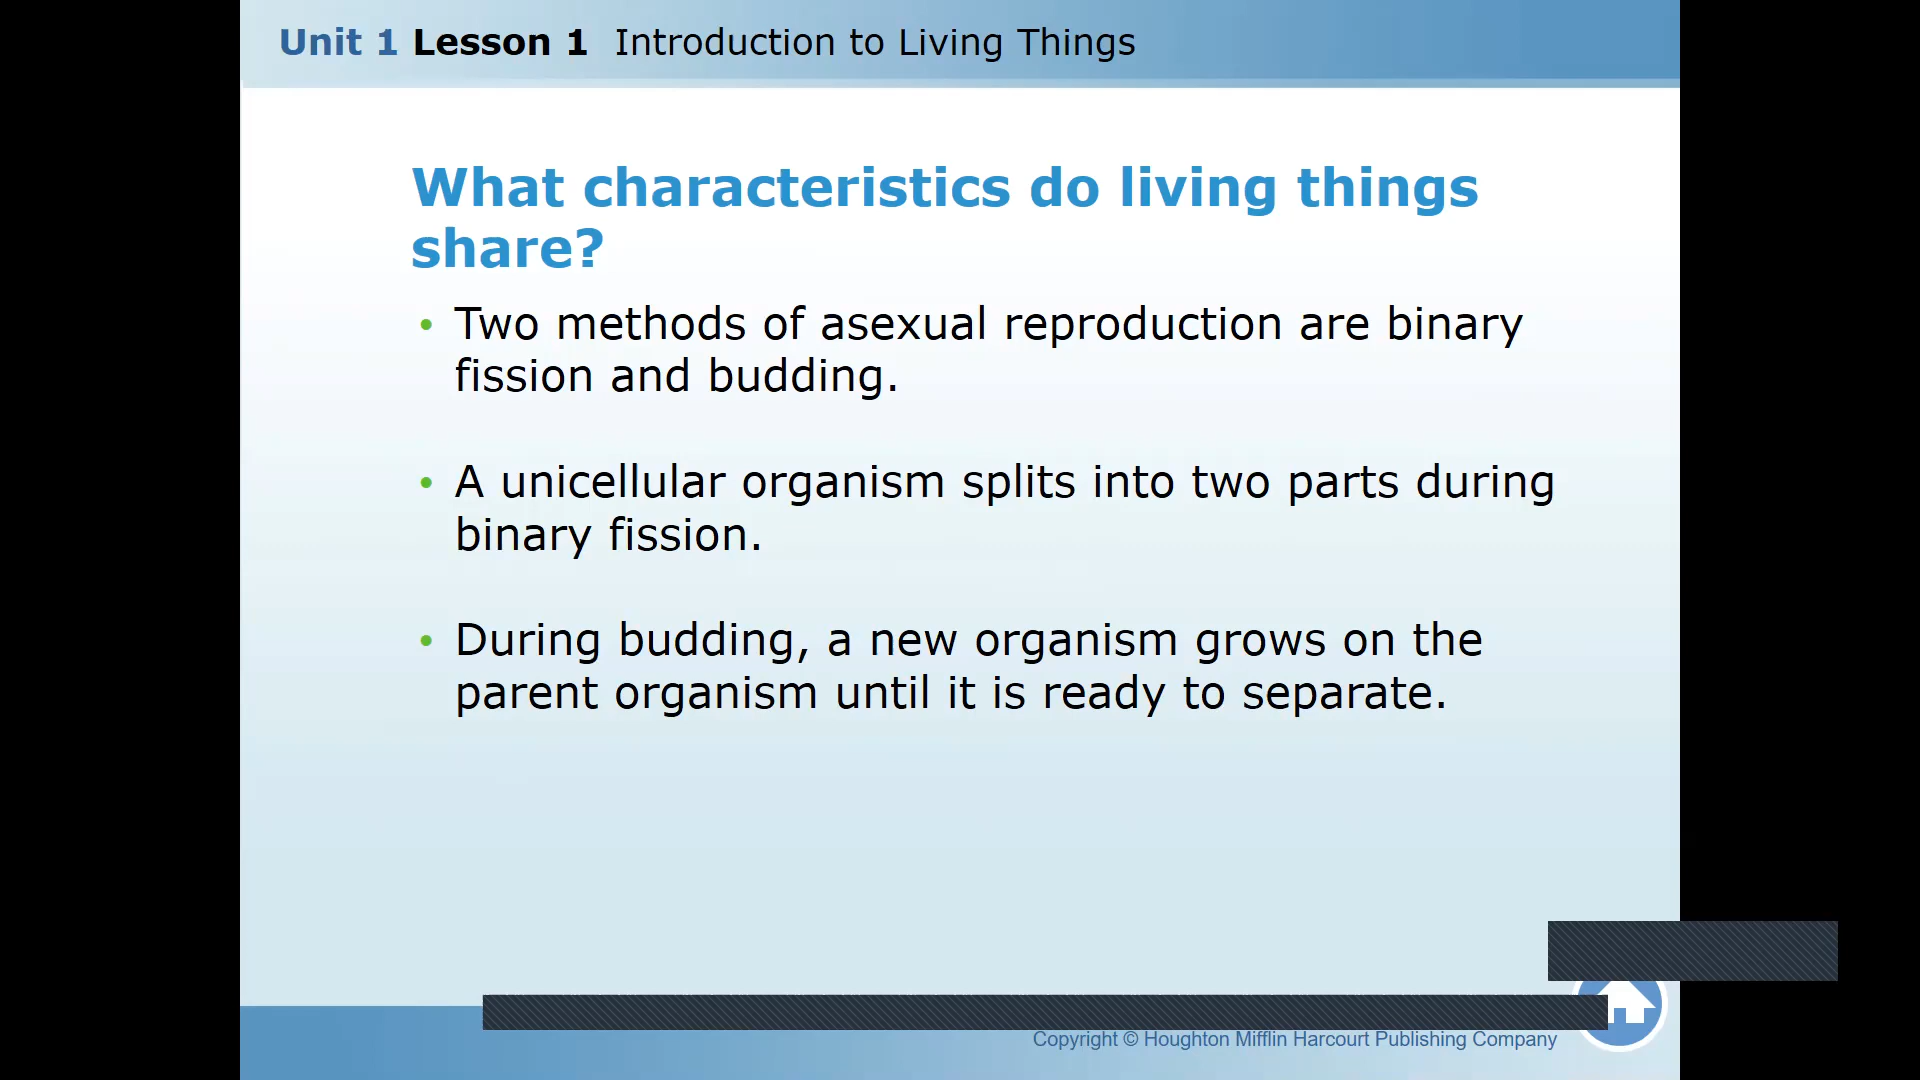 Unit 1 Lesson 1 Introduction to Living Things
What characteristics do living things
share?
• Two methods of asexual reproduction are binary
fission and budding.
• A unicellular organism splits into two parts during
binary fission.
• During budding, a new organism grows on the
parent organism until it is ready to separate.
Copyright © Houghton Mifflin Harcourt Publishing Company